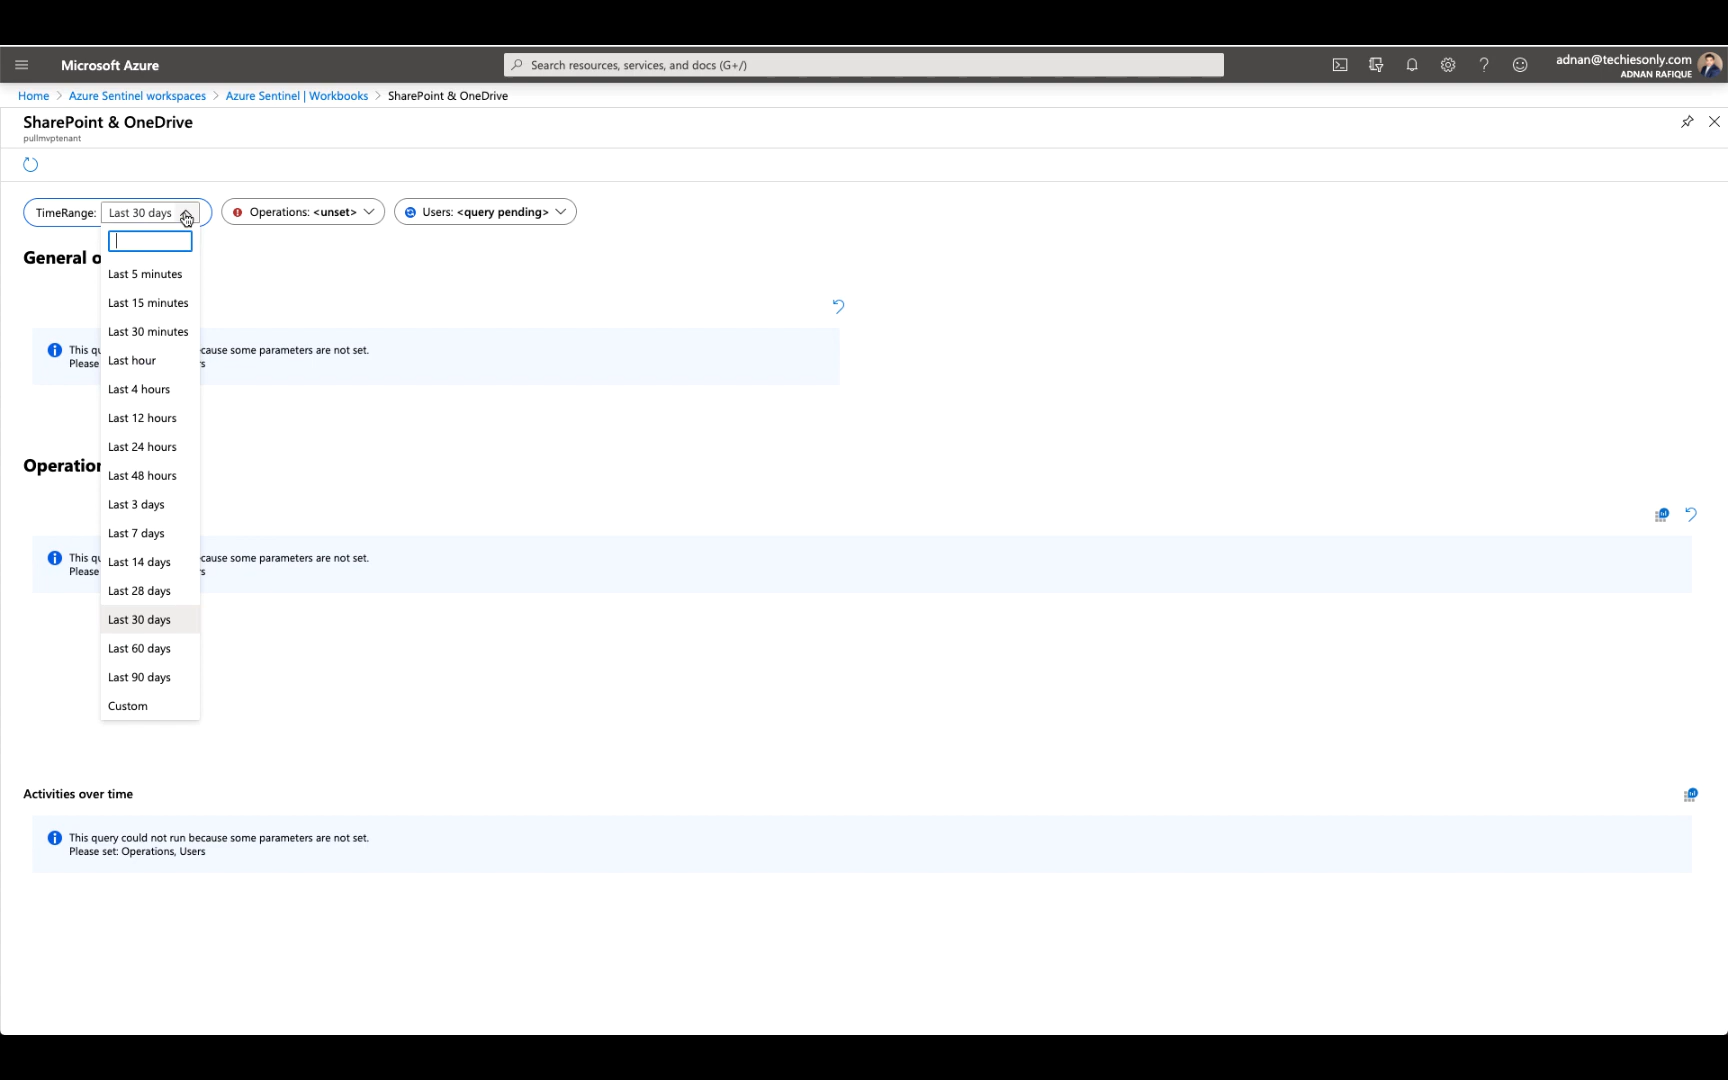 Microsoft Azure
Search resources, services, and docs (G+/)
adnan@techiesonly.com
ADNAN RAFIQUE
Home > Azure Sentinel workspaces > Azure Sentinel | Workbooks > SharePoint & OneDrive
SharePoint & OneDrive
pullmvptenant
TimeRange: Last 30 days
Operations: <unset>
Users: <query pending>
General o
Last 5 minutes
Last 15 minutes
Last 30 minutes
Last hour
Last 4 hours
Last 12 hours
Last 24 hours
Last 48 hours
Last 3 days
Last 7 days
Last 14 days
Last 28 days
Last 30 days
Last 60 days
Last 90 days
Custom
This qu cause some parameters are not set.
Please s
Operation
This qu cause some parameters are not set.
Please s
Activities over time
This query could not run because some parameters are not set.
Please set: Operations, Users